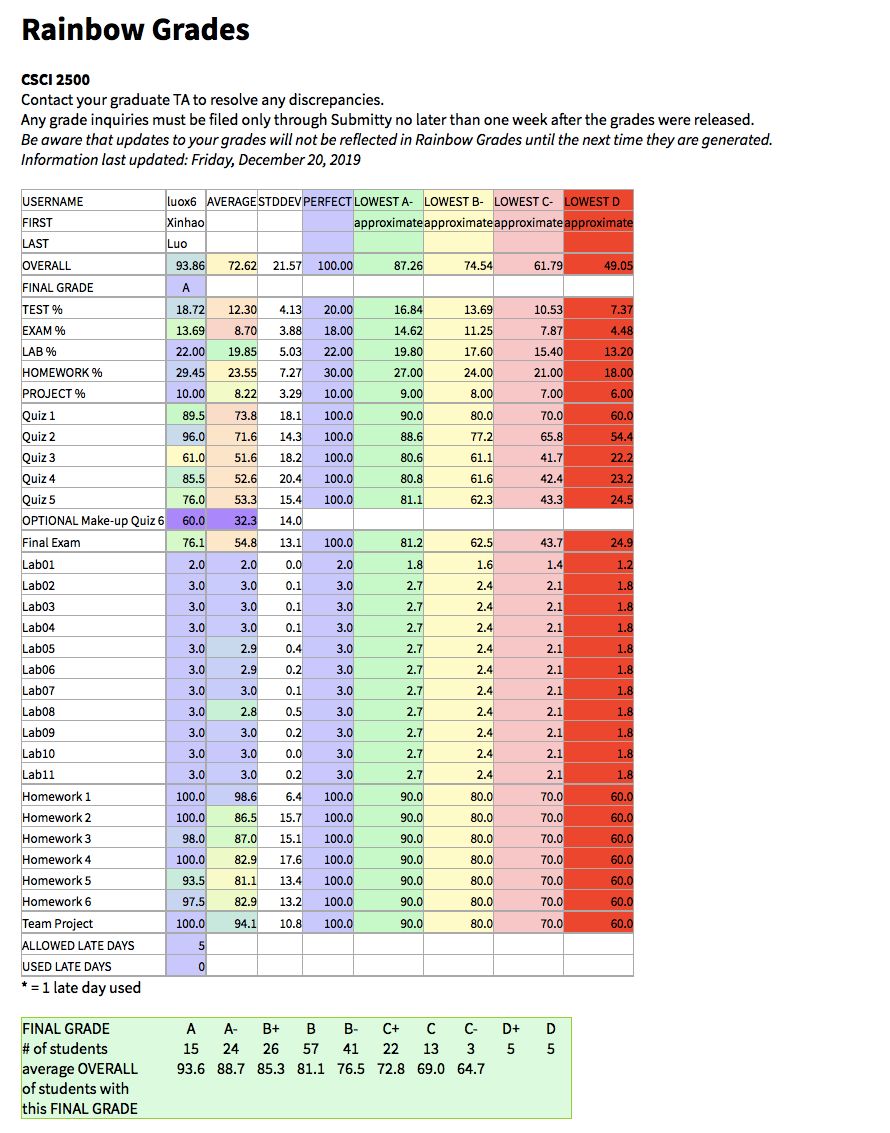 Rainbow Grades
CSCI 2500
Contact your graduate TA to resolve any discrepancies.
Any grade inquiries must be filed only through Submitty no later than one week after the grades were released.
Be aware that updates to your grades will not be reflected in Rainbow Grades until the next time they are generated.
Information last updated: Friday, December 20, 2019
USERNAME luox6 AVERAGE STDDEV PERFECT LOWEST A- LOWEST B- LOWEST C- LOWEST D
FIRST Xinhao approximate approximate approximate approximate
LAST Luo
OVERALL 93.86 72.62 21.57 100.00 87.26 74.54 61.79 49.05
FINAL GRADE A
TEST % 18.72 12.30 4.13 20.00 16.84 13.69 10.53 7.37
EXAM % 13.69 8.70 3.88 18.00 14.62 11.25 7.87 4.48
LAB % 22.00 19.85 5.03 22.00 19.80 17.60 15.40 13.20
HOMEWORK % 29.45 23.55 7.27 30.00 27.00 24.00 21.00 18.00
PROJECT % 10.00 8.22 3.29 10.00 9.00 8.00 7.00 6.00
Quiz 1 89.5 73.8 18.1 100.0 90.0 80.0 70.0 60.0
Quiz 2 96.0 71.6 14.3 100.0 88.6 77.2 65.8 54.4
Quiz 3 61.0 51.6 18.2 100.0 80.6 61.1 41.7 22.2
Quiz 4 85.5 52.6 20.4 100.0 80.8 61.6 42.4 23.2
Quiz 5 76.0 53.3 15.4 100.0 81.1 62.3 43.3 24.5
OPTIONAL Make-up Quiz 6 60.0 32.3 14.0
Final Exam 76.1 54.8 13.1 100.0 81.2 62.5 43.7 24.9
Lab01 2.0 2.0 0.0 2.0 1.8 1.6 1.4 1.2
Lab02 3.0 3.0 0.1 3.0 2.7 2.4 2.1 1.8
Lab03 3.0 3.0 0.1 3.0 2.7 2.4 2.1 1.8
Lab04 3.0 3.0 0.1 3.0 2.7 2.4 2.1 1.8
Lab05 3.0 2.9 0.4 3.0 2.7 2.4 2.1 1.8
Lab06 3.0 2.9 0.2 3.0 2.7 2.4 2.1 1.8
Lab07 3.0 3.0 0.1 3.0 2.7 2.4 2.1 1.8
Lab08 3.0 2.8 0.5 3.0 2.7 2.4 2.1 1.8
Lab09 3.0 3.0 0.2 3.0 2.7 2.4 2.1 1.8
Lab10 3.0 3.0 0.0 3.0 2.7 2.4 2.1 1.8
Lab11 3.0 3.0 0.2 3.0 2.7 2.4 2.1 1.8
Homework 1 100.0 98.6 6.4 100.0 90.0 80.0 70.0 60.0
Homework 2 100.0 86.5 15.7 100.0 90.0 80.0 70.0 60.0
Homework 3 98.0 87.0 15.1 100.0 90.0 80.0 70.0 60.0
Homework 4 100.0 82.9 17.6 100.0 90.0 80.0 70.0 60.0
Homework 5 93.5 81.1 13.4 100.0 90.0 80.0 70.0 60.0
Homework 6 97.5 82.9 13.2 100.0 90.0 80.0 70.0 60.0
Team Project 100.0 94.1 10.8 100.0 90.0 80.0 70.0 60.0
ALLOWED LATE DAYS 5
USED LATE DAYS 0
* = 1 late day used
FINAL GRADE A A- B+ B B- C+ C C- D+ D
# of students 15 24 26 57 41 22 13 3 5 5
average OVERALL 93.6 88.7 85.3 81.1 76.5 72.8 69.0 64.7
of students with
this FINAL GRADE